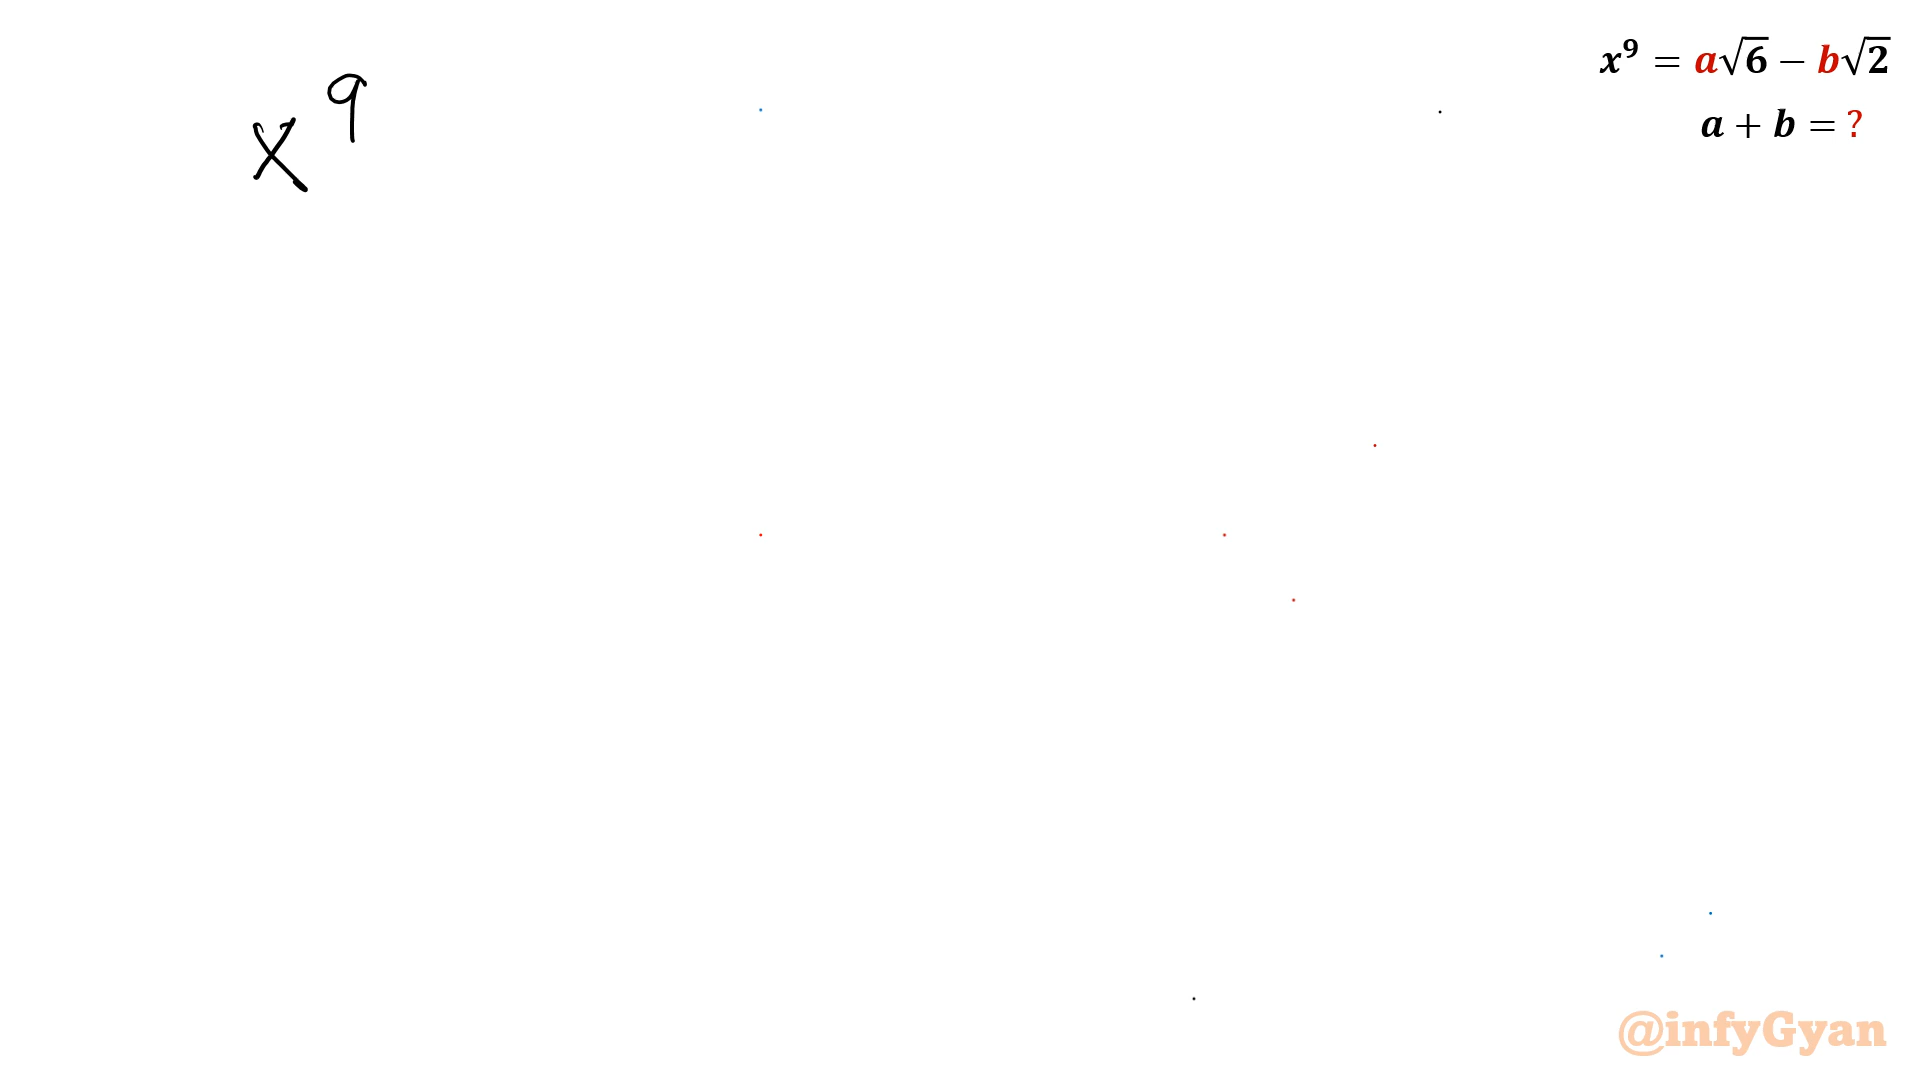 x⁹ = a√6 − b√2
a + b = ?
x⁹
@infyGyan